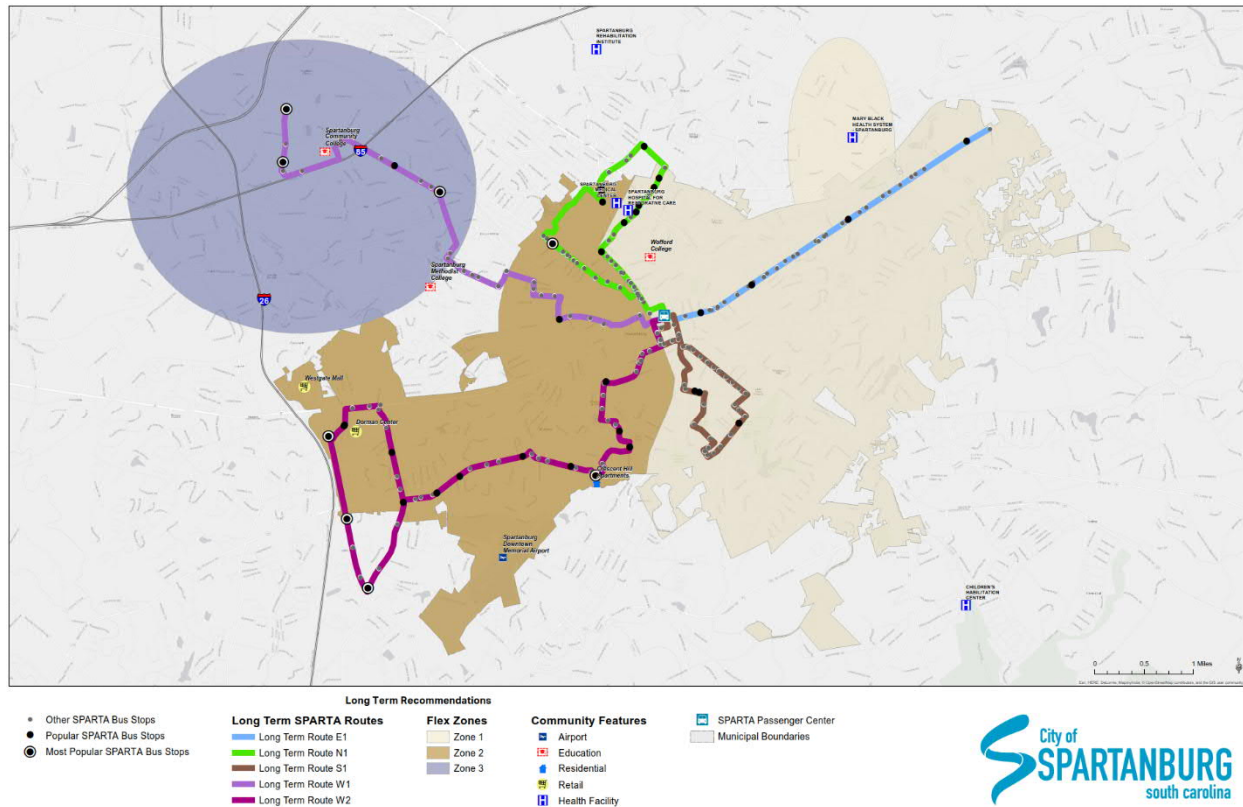 SPARTANBURG
REHABILITATION
INSTITUTE
MARY BLACK
HEALTH SYSTEM
- SPARTANBURG
Spartanburg
Community
College
85
SPARTANBURG
MEDICAL
CENTER
SPARTANBURG
HOSPITAL FOR
RESTORATIVE CARE
Wofford
College
Spartanburg
Methodist
College
26
Westgate Mall
Dorman Center
Crescent Hill
Apartments
Spartanburg
Downtown
Memorial Airport
CHILDREN'S
HABILITATION
CENTER
0 0.5 1 Miles
Long Term Recommendations
Other SPARTA Bus Stops
Popular SPARTA Bus Stops
Most Popular SPARTA Bus Stops
Long Term SPARTA Routes
Long Term Route E1
Long Term Route N1
Long Term Route S1
Long Term Route W1
Long Term Route W2
Flex Zones
Zone 1
Zone 2
Zone 3
Community Features
Airport
Education
Residential
Retail
Health Facility
SPARTA Passenger Center
Municipal Boundaries
City of
SPARTANBURG
south carolina